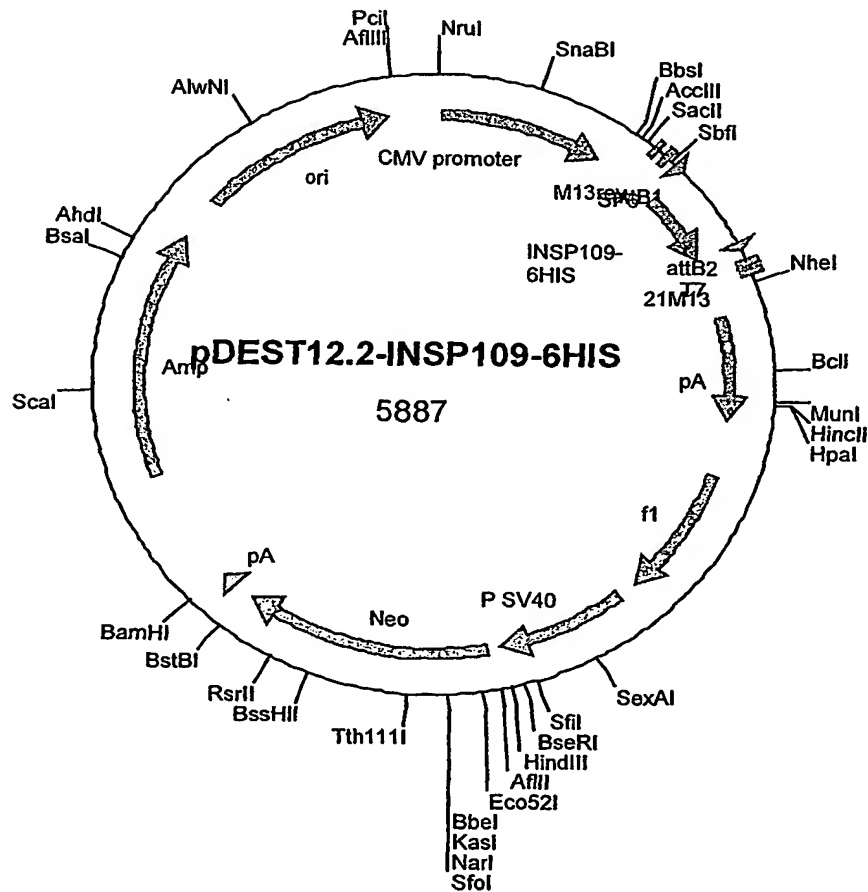 PciI
AflIII
NruI
SnaBI
BbsI
AccIII
SacII
SbfI
AlwNI
CMV promoter
ori
M13rev
attB1
AhdI
BsaI
INSP109-
6HIS
attB2
T7
21M13
NheI
pDEST12.2-INSP109-6HIS
5887
Amp
pA
BclI
ScaI
MunI
HincII
HpaI
f1
pA
P SV40
Neo
BamHI
BstBI
RsrII
BssHII
Tth111I
SexAI
SfiI
BseRI
HindIII
AflII
Eco52I
BbeI
KasI
NarI
SfoI